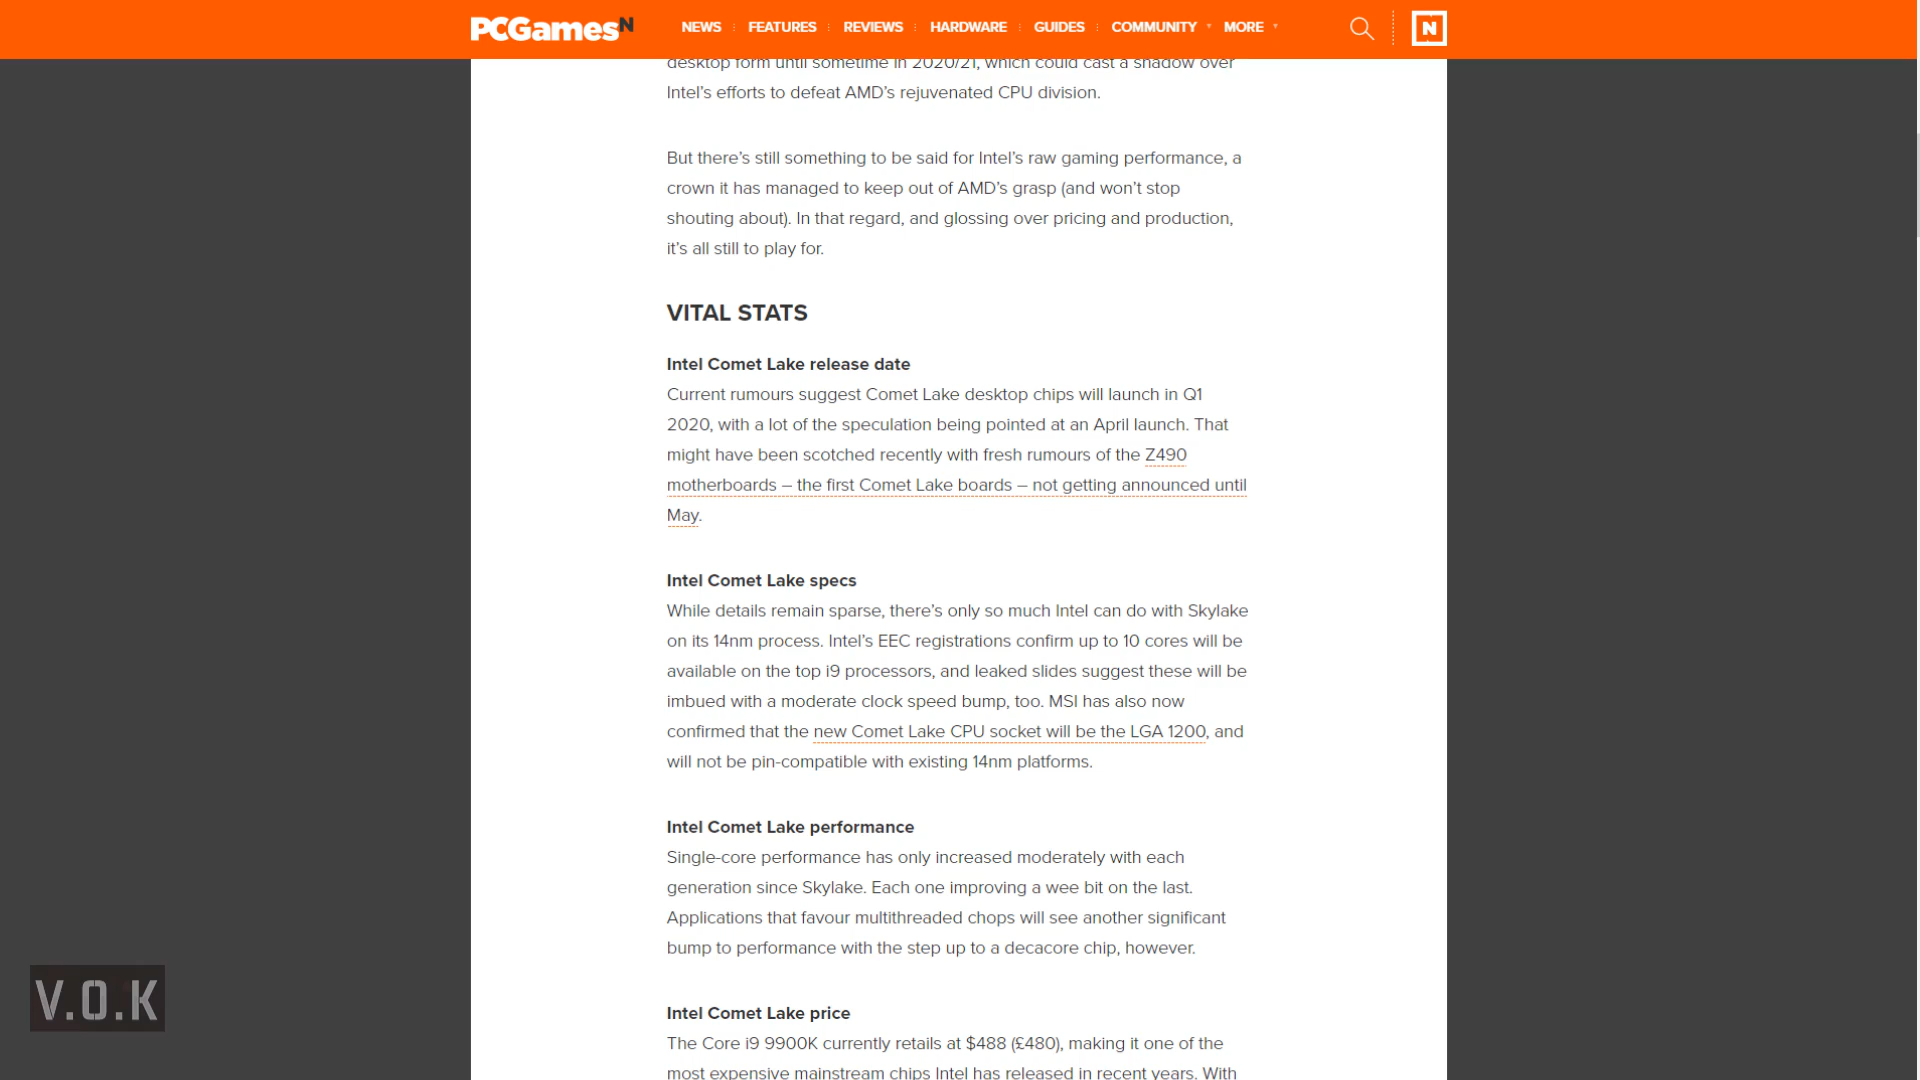 PCGamesN
NEWS FEATURES REVIEWS HARDWARE GUIDES COMMUNITY MORE
N
desktop form until sometime in 2020/21, which could cast a shadow over
Intel’s efforts to defeat AMD’s rejuvenated CPU division.
But there’s still something to be said for Intel’s raw gaming performance, a
crown it has managed to keep out of AMD’s grasp (and won’t stop
shouting about). In that regard, and glossing over pricing and production,
it’s all still to play for.
VITAL STATS
Intel Comet Lake release date
Current rumours suggest Comet Lake desktop chips will launch in Q1
2020, with a lot of the speculation being pointed at an April launch. That
might have been scotched recently with fresh rumours of the Z490
motherboards – the first Comet Lake boards – not getting announced until
May.
Intel Comet Lake specs
While details remain sparse, there’s only so much Intel can do with Skylake
on its 14nm process. Intel’s EEC registrations confirm up to 10 cores will be
available on the top i9 processors, and leaked slides suggest these will be
imbued with a moderate clock speed bump, too. MSI has also now
confirmed that the new Comet Lake CPU socket will be the LGA 1200, and
will not be pin-compatible with existing 14nm platforms.
Intel Comet Lake performance
Single-core performance has only increased moderately with each
generation since Skylake. Each one improving a wee bit on the last.
Applications that favour multithreaded chops will see another significant
bump to performance with the step up to a decacore chip, however.
Intel Comet Lake price
The Core i9 9900K currently retails at $488 (£480), making it one of the
most expensive mainstream chips Intel has released in recent years. With
V.O.K